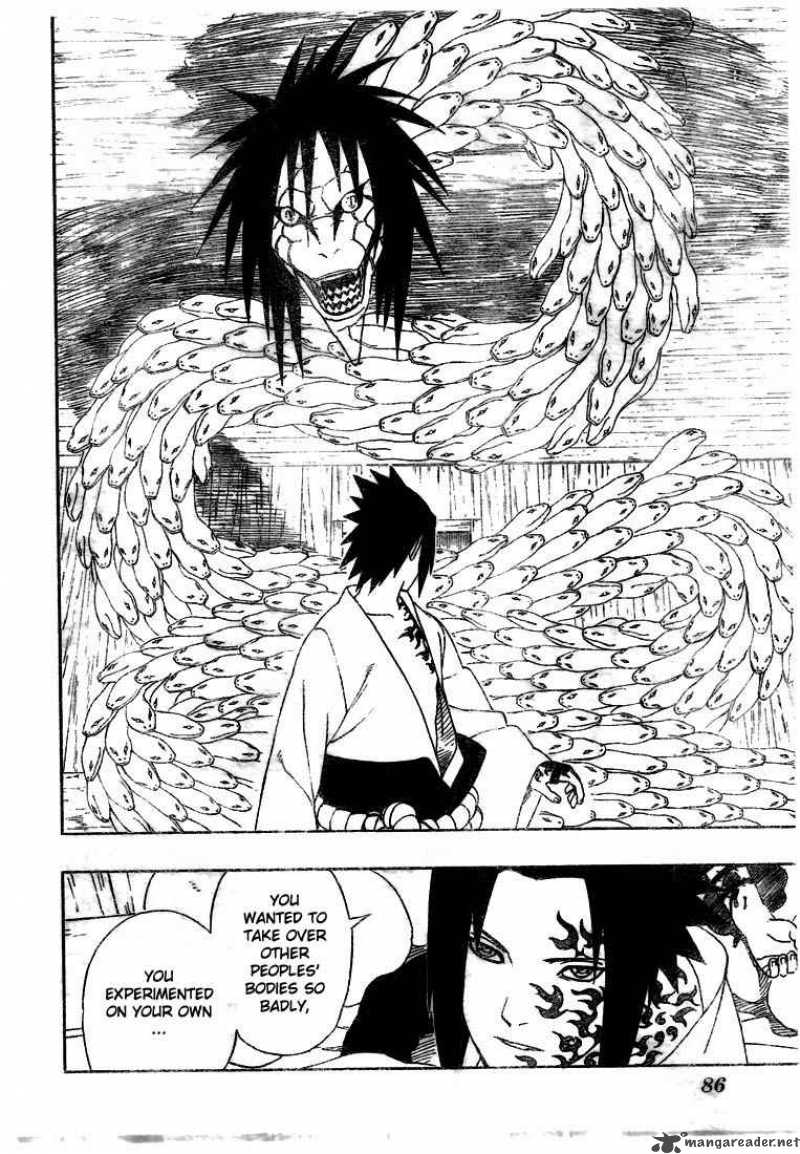 YOU
WANTED TO
TAKE OVER
OTHER
PEOPLES'
BODIES SO
BADLY,
YOU
EXPERIMENTED
ON YOUR OWN
...
86
mangareader.net